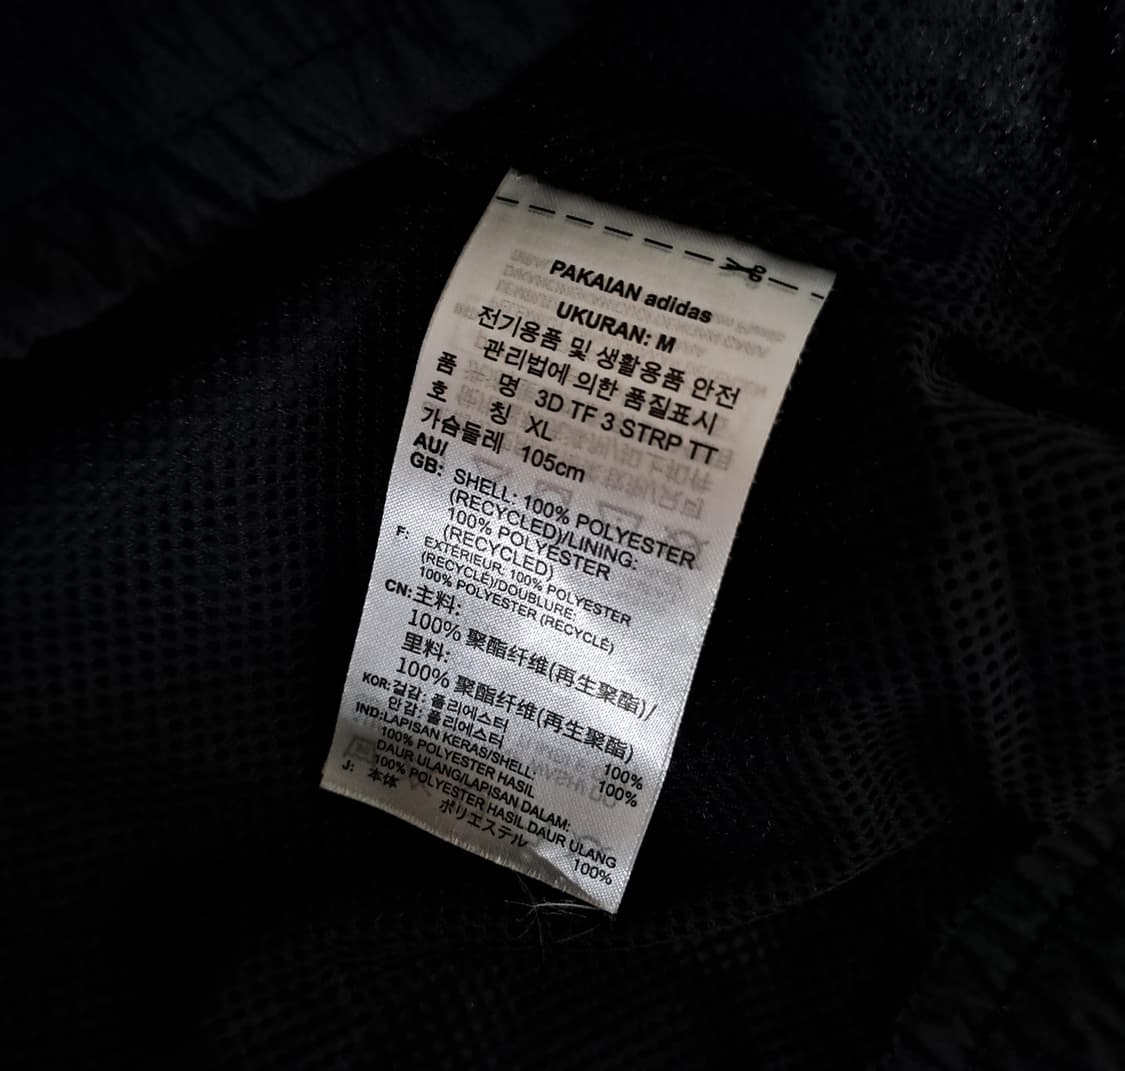 PAKAIAN adidas
UKURAN: M
전기용품 및 생활용품 안전
관리법에 의한 품질표시
품 명 3D TF 3 STRP TT
호 칭 XL
가슴둘레 105cm
AU/
GB: SHELL: 100% POLYESTER
(RECYCLED)/LINING:
100% POLYESTER
(RECYCLED)
F: EXTÉRIEUR: 100% POLYESTER
(RECYCLÉ)/DOUBLURE:
100% POLYESTER (RECYCLÉ)
CN: 主料:
100% 聚酯纤维(再生聚酯)/
里料:
100% 聚酯纤维(再生聚酯)
KOR: 겉감: 폴리에스터 100%
안감: 폴리에스터 100%
IND: LAPISAN KERAS/SHELL:
100% POLYESTER HASIL
DAUR ULANG/LAPISAN DALAM:
100% POLYESTER HASIL DAUR ULANG
J: 本体
ポリエステル 100%